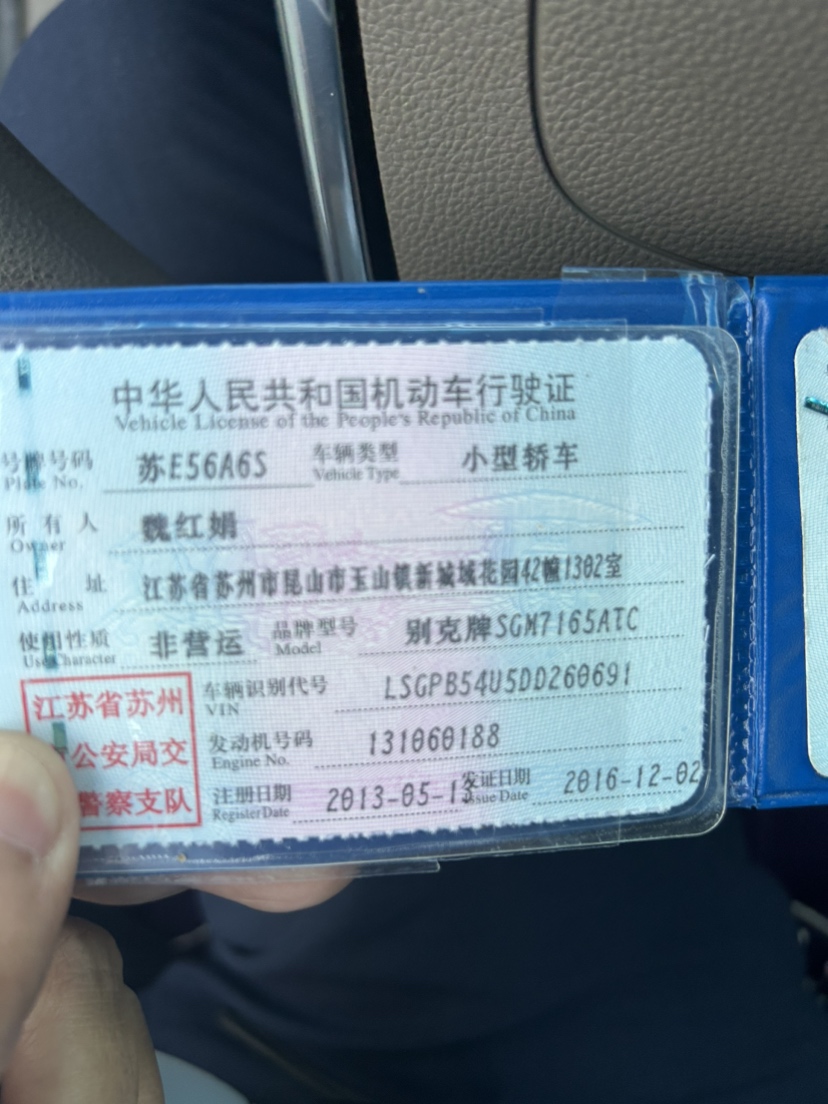 中华人民共和国机动车行驶证
Vehicle License of the People's Republic of China
号牌号码 苏E56A6S 车辆类型 小型轿车
Plate No. Vehicle Type
所有人 魏红娟
Owner
住址 江苏省苏州市昆山市玉山镇新城域花园42幢1302室
Address
使用性质 非营运 品牌型号 别克牌SGM7165ATC
Use Character Model
江苏省苏州 车辆识别代号 LSGPB54U5DD260691
VIN
公安局交 发动机号码 131060188
Engine No.
警察支队 注册日期 2013-05-13 发证日期 2016-12-02
Register Date Issue Date